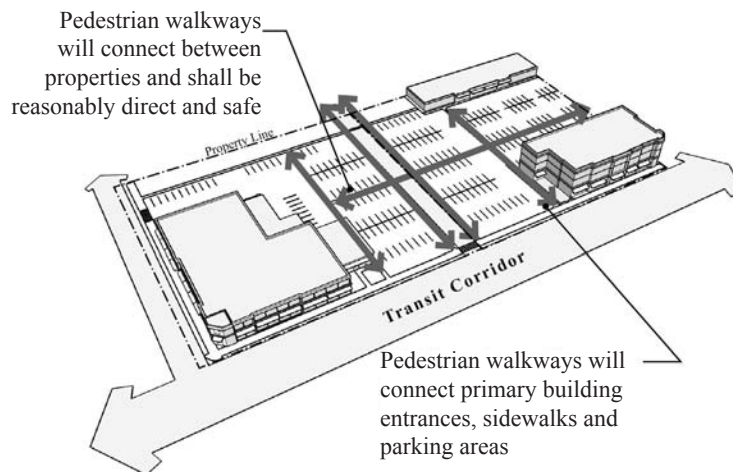 Pedestrian walkways
will connect between
properties and shall be
reasonably direct and safe
Property Line
Transit Corridor
Pedestrian walkways will
connect primary building
entrances, sidewalks and
parking areas